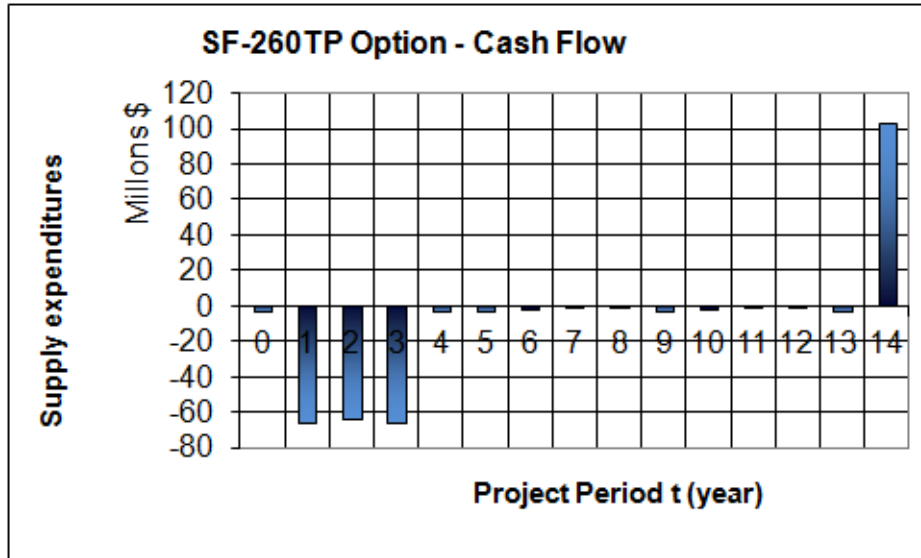 SF-260TP Option - Cash Flow
Supply expenditures
Millons $
120
100
80
60
40
20
0
-20
-40
-60
-80
0 1 2 3 4 5 6 7 8 9 10 11 12 13 14
Project Period t (year)